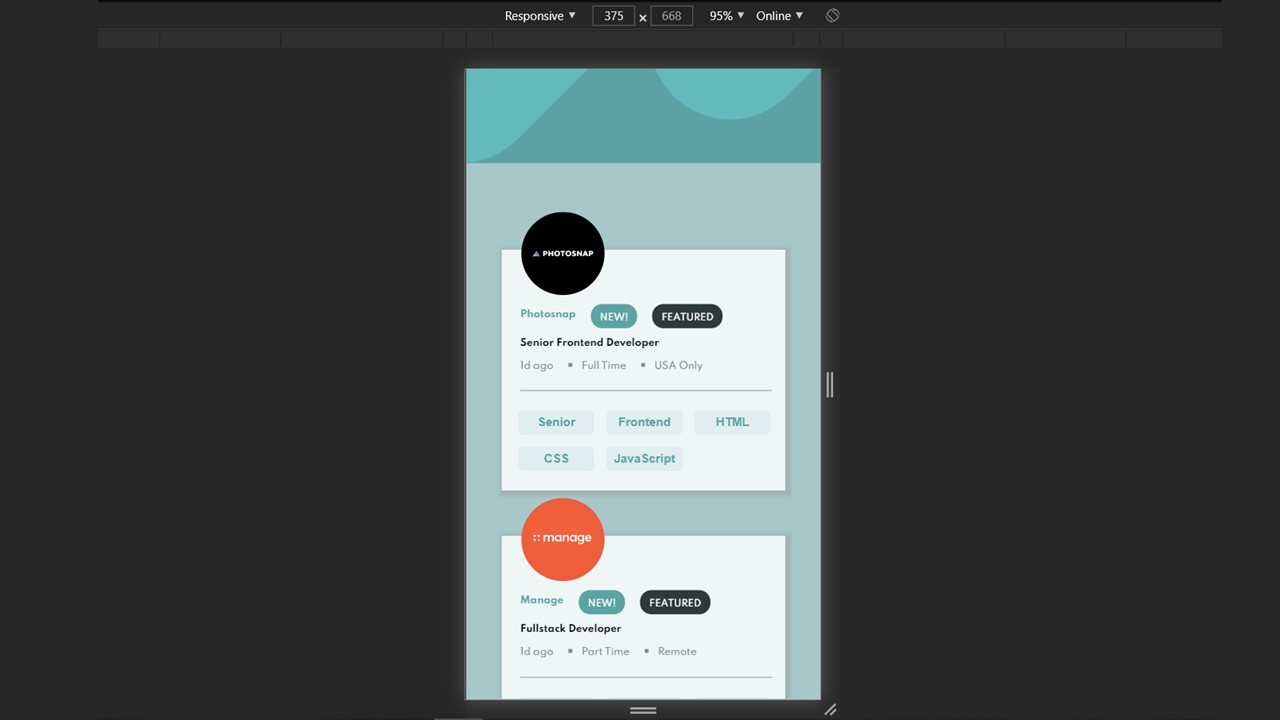 Responsive ▼ 375 × 668 95% ▼ Online ▼
PHOTOSNAP
Photosnap NEW! FEATURED
Senior Frontend Developer
1d ago ▪ Full Time ▪ USA Only
Senior Frontend HTML
CSS JavaScript
:: manage
Manage NEW! FEATURED
Fullstack Developer
1d ago ▪ Part Time ▪ Remote